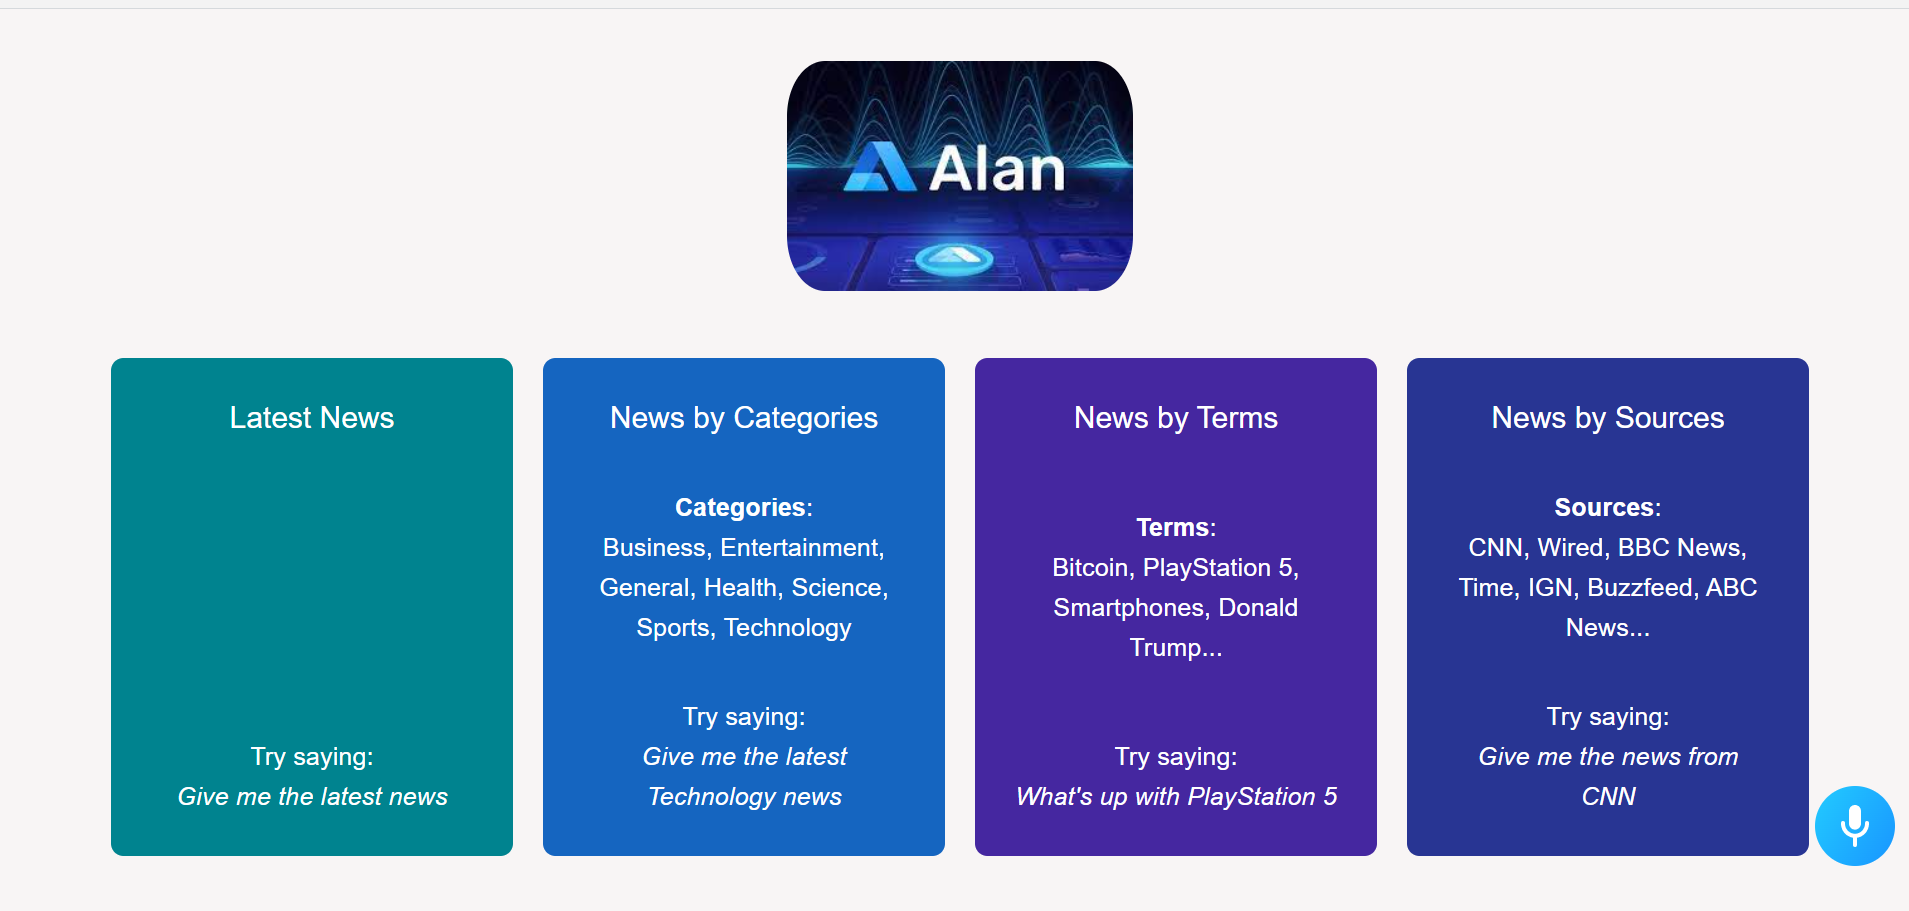 Alan
Latest News
Try saying:
Give me the latest news
News by Categories
Categories:
Business, Entertainment,
General, Health, Science,
Sports, Technology
Try saying:
Give me the latest
Technology news
News by Terms
Terms:
Bitcoin, PlayStation 5,
Smartphones, Donald
Trump...
Try saying:
What's up with PlayStation 5
News by Sources
Sources:
CNN, Wired, BBC News,
Time, IGN, Buzzfeed, ABC
News...
Try saying:
Give me the news from
CNN